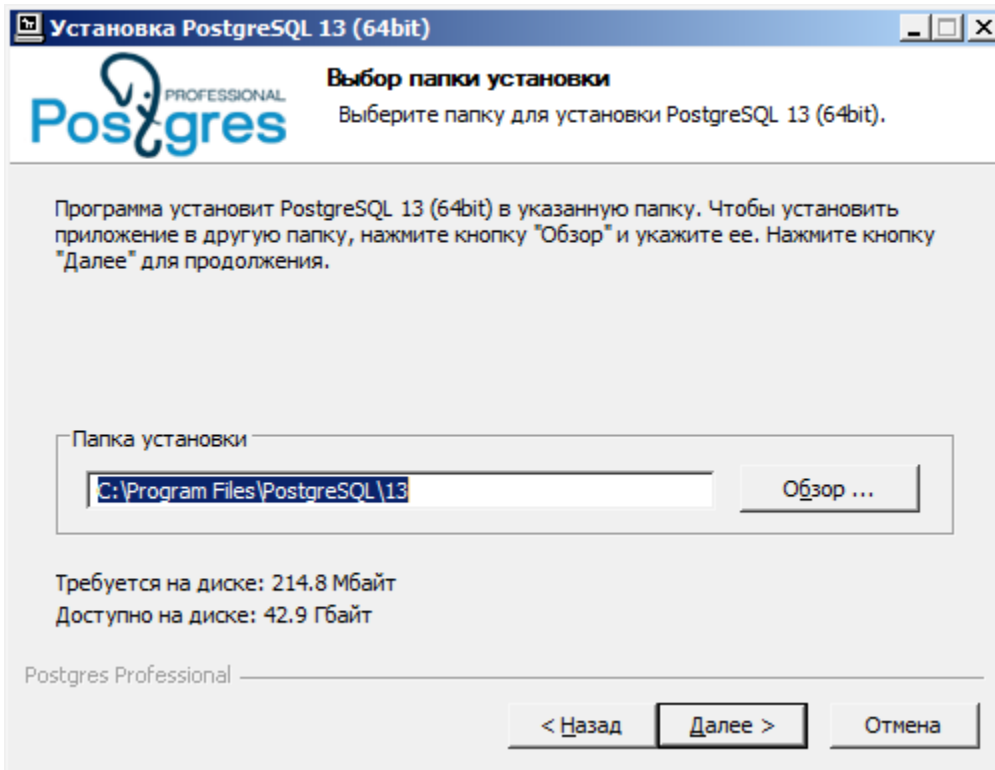 Установка PostgreSQL 13 (64bit)
PROFESSIONAL
Postgres
Выбор папки установки
Выберите папку для установки PostgreSQL 13 (64bit).
Программа установит PostgreSQL 13 (64bit) в указанную папку. Чтобы установить
приложение в другую папку, нажмите кнопку "Обзор" и укажите ее. Нажмите кнопку
"Далее" для продолжения.
Папка установки
C:\Program Files\PostgreSQL\13
Обзор ...
Требуется на диске: 214.8 Мбайт
Доступно на диске: 42.9 Гбайт
Postgres Professional
< Назад
Далее >
Отмена